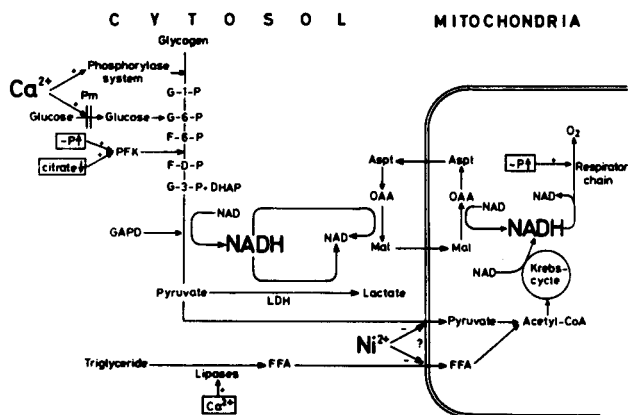 C Y T O S O L
MITOCHONDRIA
Glycogen
Phosphorylase
system
Ca2+
+
+
G-1-P
Pm
Glucose
Glucose
G-6-P
~P↑
+
F-6-P
PFK
citrate↓
+
F-D-P
G-3-P+DHAP
NAD
GAPD
NADH
NAD
Aspt
OAA
Mal
Aspt
OAA
NAD
Mal
O2
~P↑
+
Respirator
chain
NAD
NADH
NAD
Krebs-
cycle
Pyruvate
LDH
Lactate
Pyruvate
Acetyl-CoA
Ni2+
-
?
-
Triglyceride
FFA
FFA
Lipases
+
Ca2+